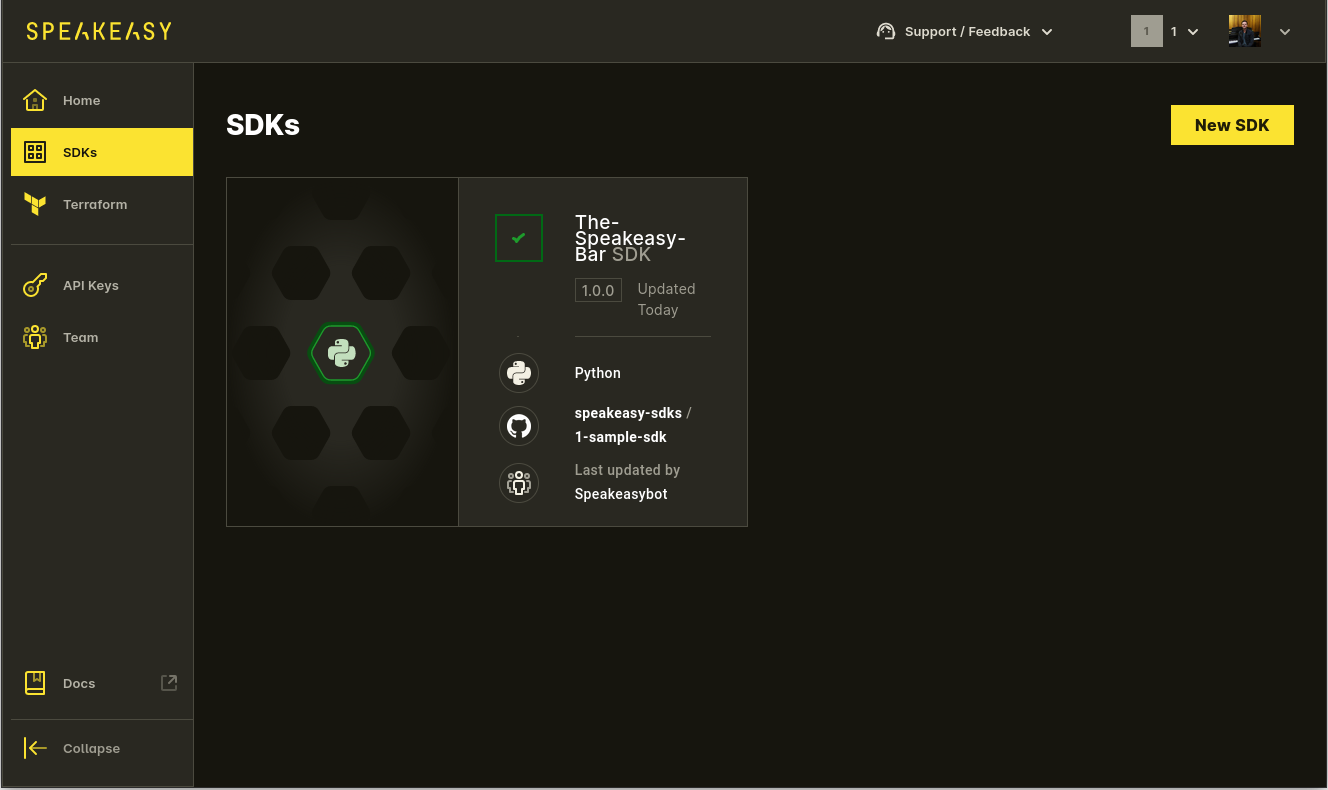 SPEAKEASY
Support / Feedback
1
1
Home
SDKs
Terraform
API Keys
Team
Docs
Collapse
SDKs
New SDK
The-
Speakeasy-
Bar SDK
1.0.0
Updated
Today
Python
speakeasy-sdks /
1-sample-sdk
Last updated by
Speakeasybot